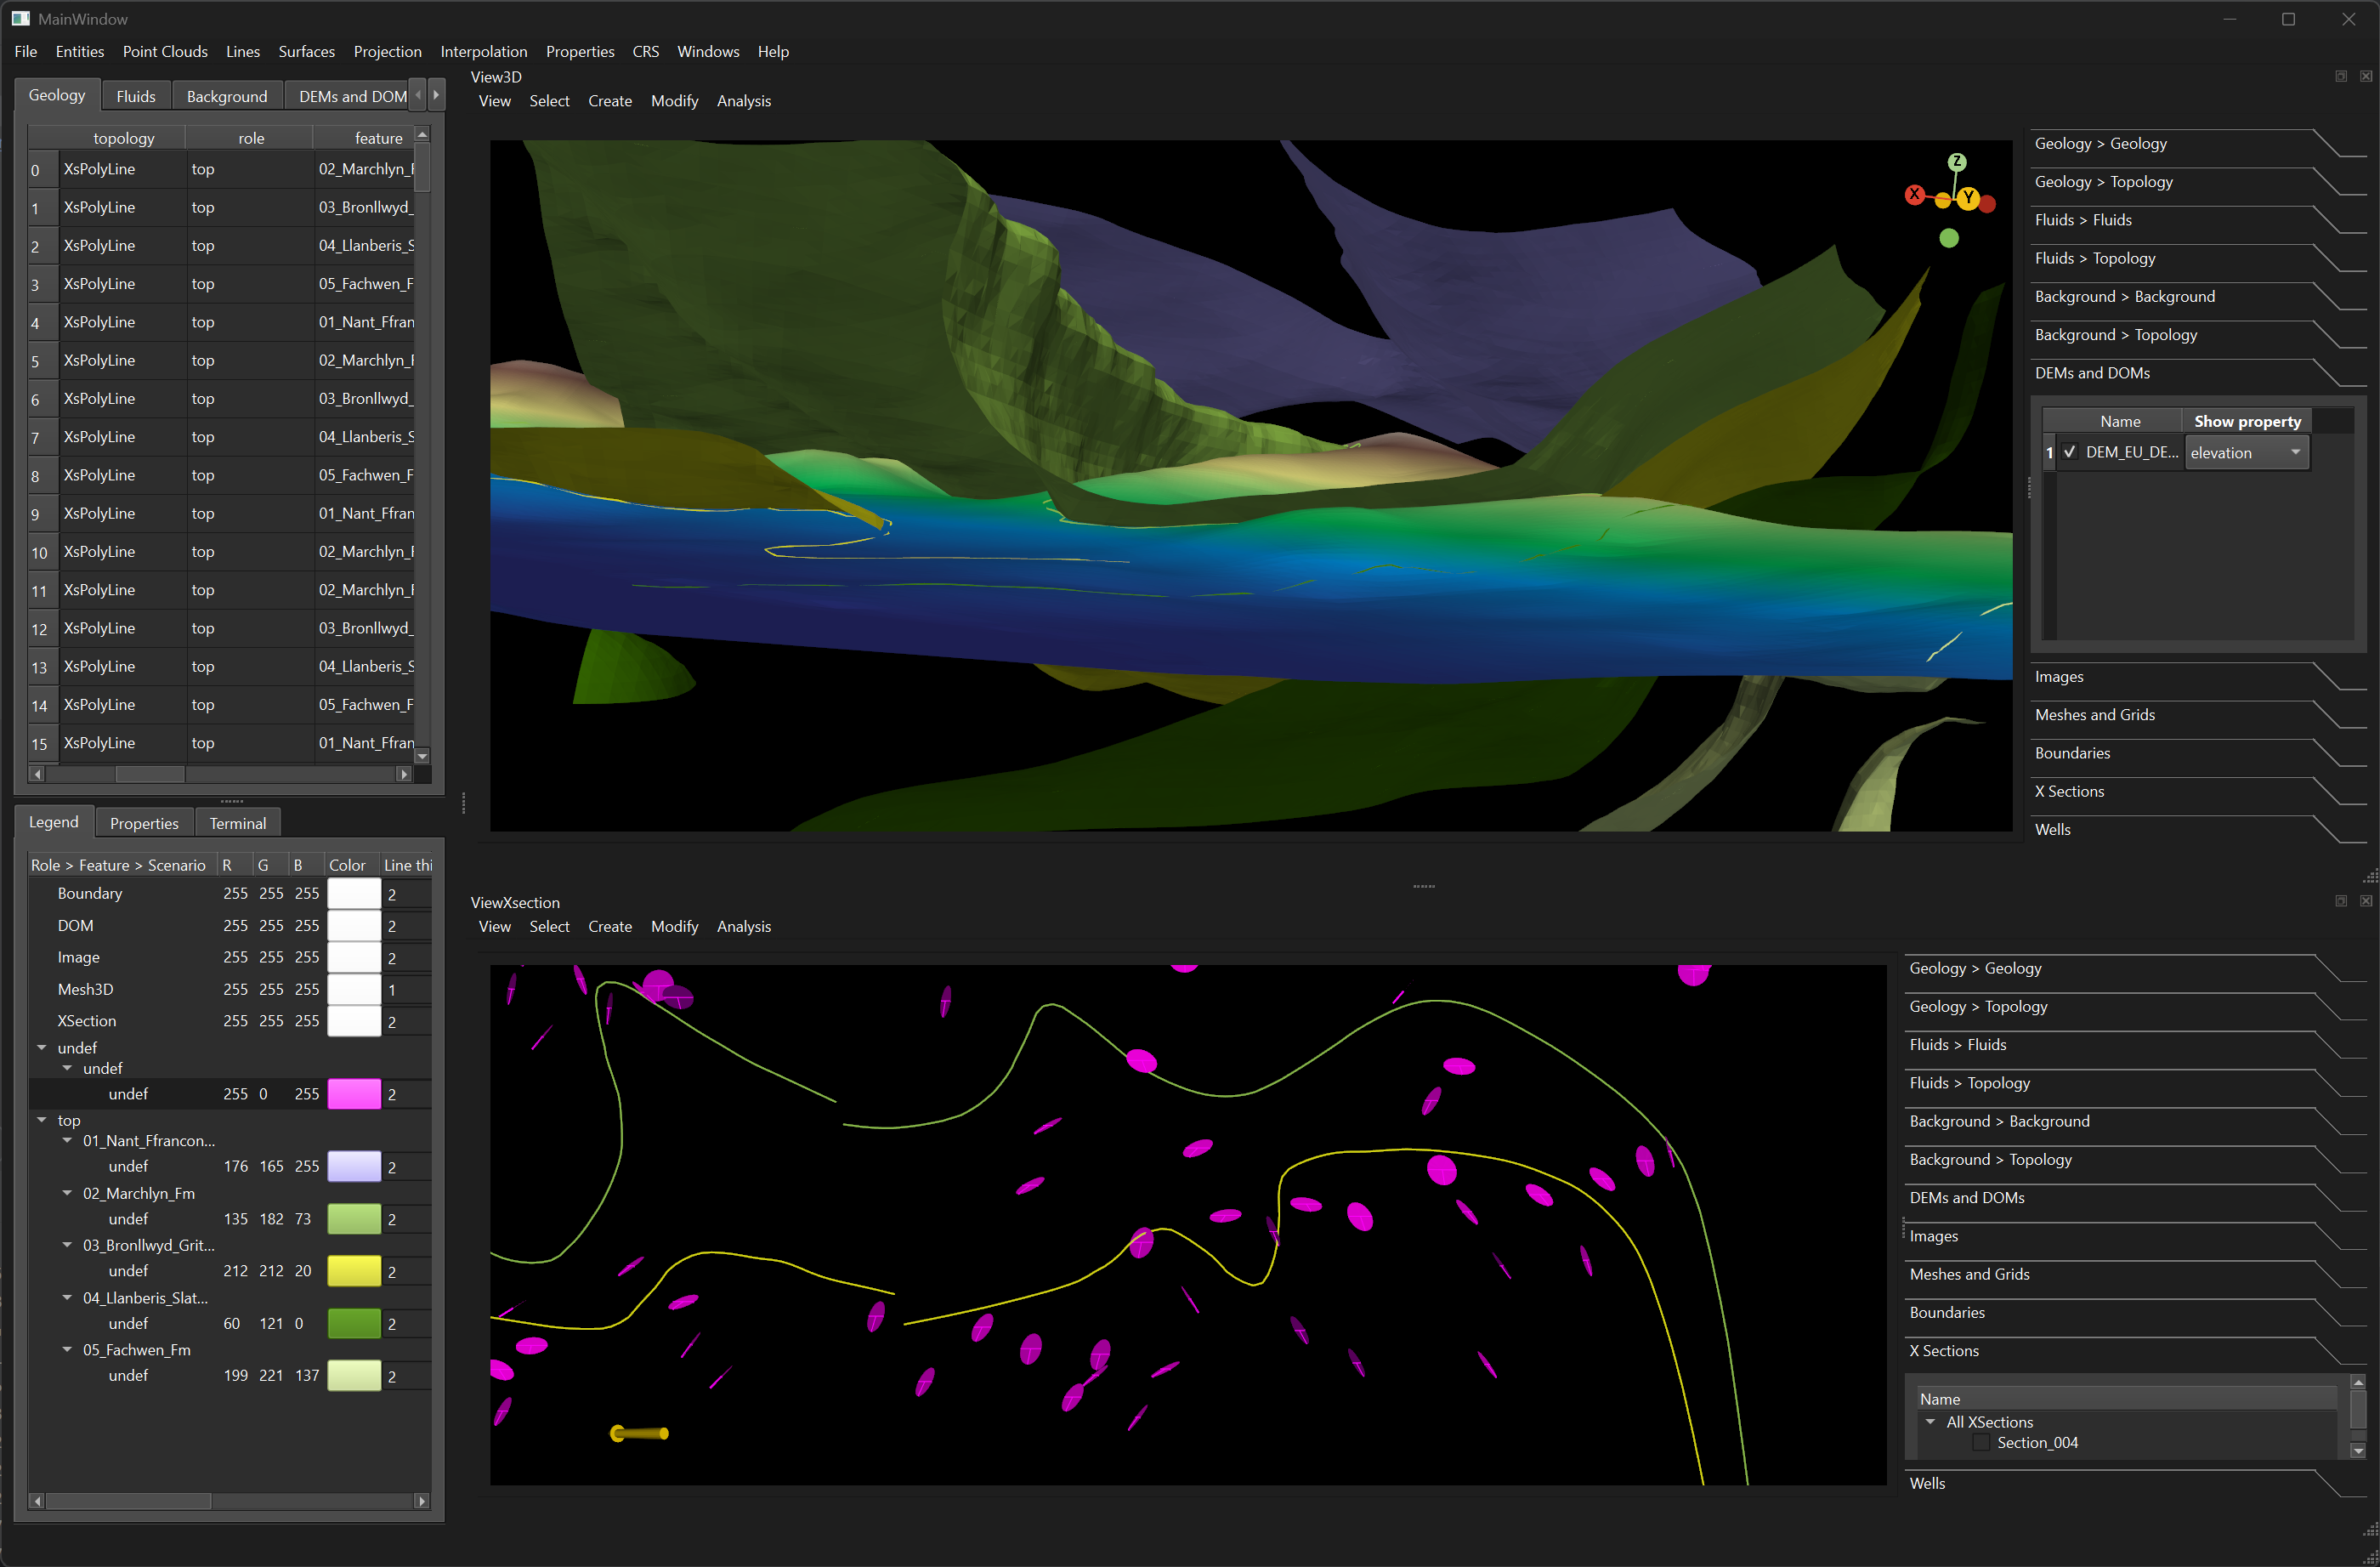 MainWindow
File Entities Point Clouds Lines Surfaces Projection Interpolation Properties CRS Windows Help
Geology Fluids Background DEMs and DOM
topology role feature
0 XsPolyLine top 02_Marchlyn_F
1 XsPolyLine top 03_Bronllwyd_
2 XsPolyLine top 04_Llanberis_S
3 XsPolyLine top 05_Fachwen_F
4 XsPolyLine top 01_Nant_Ffran
5 XsPolyLine top 02_Marchlyn_F
6 XsPolyLine top 03_Bronllwyd_
7 XsPolyLine top 04_Llanberis_S
8 XsPolyLine top 05_Fachwen_F
9 XsPolyLine top 01_Nant_Ffran
10 XsPolyLine top 02_Marchlyn_F
11 XsPolyLine top 02_Marchlyn_F
12 XsPolyLine top 03_Bronllwyd_
13 XsPolyLine top 04_Llanberis_S
14 XsPolyLine top 05_Fachwen_F
15 XsPolyLine top 01_Nant_Ffran
Legend Properties Terminal
Role > Feature > Scenario R G B Color Line thi
Boundary 255 255 255 2
DOM 255 255 255 2
Image 255 255 255 2
Mesh3D 255 255 255 1
XSection 255 255 255 2
undef
undef
undef 255 0 255 2
top
01_Nant_Ffrancon...
undef 176 165 255 2
02_Marchlyn_Fm
undef 135 182 73 2
03_Bronllwyd_Grit...
undef 212 212 20 2
04_Llanberis_Slat...
undef 60 121 0 2
05_Fachwen_Fm
undef 199 221 137 2
View3D
View Select Create Modify Analysis
Z
X
Y
Geology > Geology
Geology > Topology
Fluids > Fluids
Fluids > Topology
Background > Background
Background > Topology
DEMs and DOMs
Name Show property
1 DEM_EU_DE... elevation
Images
Meshes and Grids
Boundaries
X Sections
Wells
ViewXsection
View Select Create Modify Analysis
Geology > Geology
Geology > Topology
Fluids > Fluids
Fluids > Topology
Background > Background
Background > Topology
DEMs and DOMs
Images
Meshes and Grids
Boundaries
X Sections
Name
All XSections
Section_004
Wells